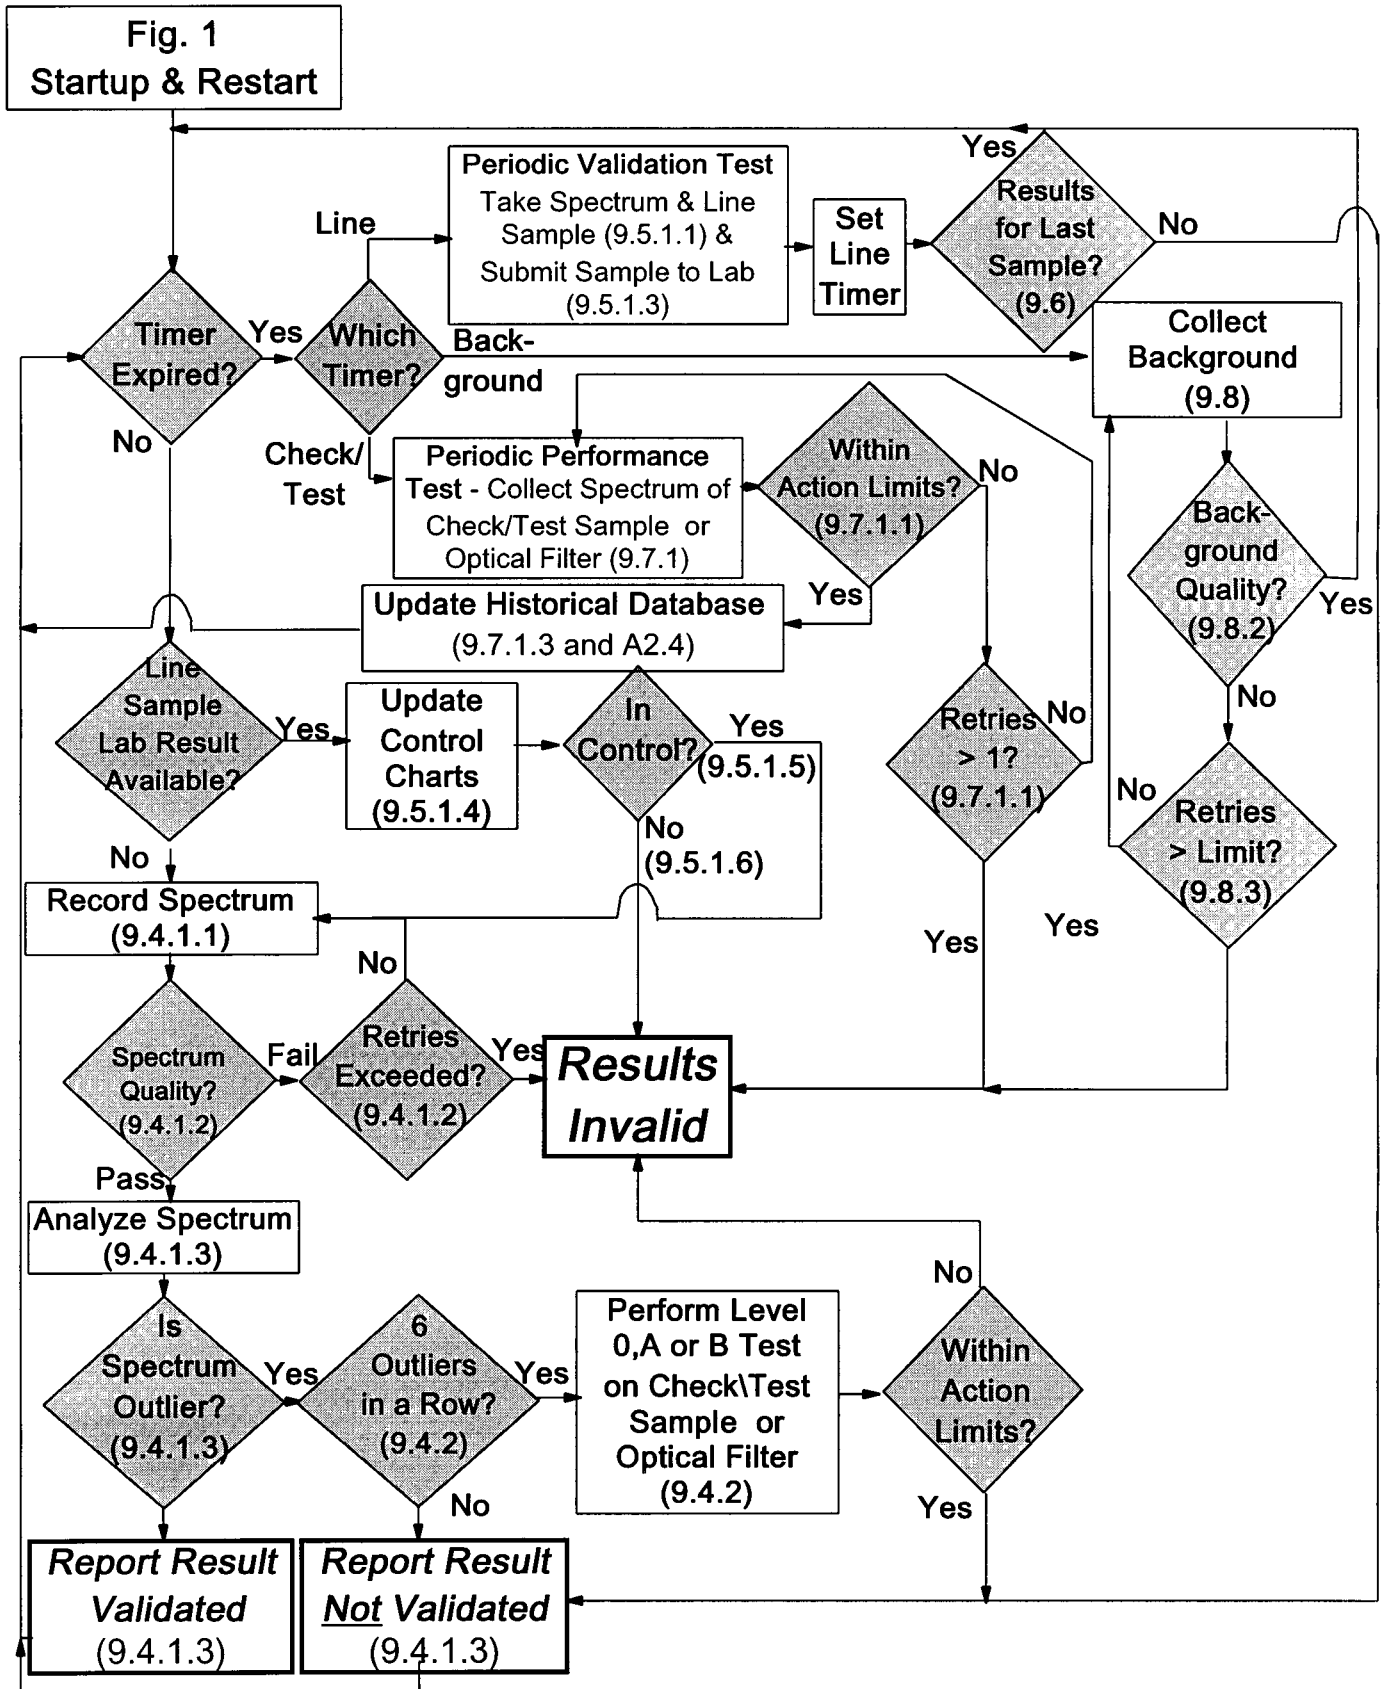 Fig. 1
Startup & Restart
Yes
Periodic Validation Test
Take Spectrum & Line
Sample (9.5.1.1) &
Submit Sample to Lab
(9.5.1.3)
Line
Set
Line
Timer
Results
for Last
Sample?
(9.6)
No
Timer
Expired?
Yes
Which
Timer?
Back-
ground
Collect
Background
(9.8)
No
Check/
Test
Periodic Performance
Test - Collect Spectrum of
Check/Test Sample or
Optical Filter (9.7.1)
Within
Action Limits?
(9.7.1.1)
No
Yes
Back-
ground
Quality?
(9.8.2)
Yes
No
Update Historical Database
(9.7.1.3 and A2.4)
Line
Sample
Lab Result
Available?
Yes
Update
Control
Charts
(9.5.1.4)
In
Control?
Yes
(9.5.1.5)
No
(9.5.1.6)
Retries
> 1?
(9.7.1.1)
No
Yes
No
Retries
> Limit?
(9.8.3)
Yes
No
Record Spectrum
(9.4.1.1)
No
Spectrum
Quality?
(9.4.1.2)
Fail
Retries
Exceeded?
(9.4.1.2)
Yes
Results
Invalid
Pass
Analyze Spectrum
(9.4.1.3)
No
Is
Spectrum
Outlier?
(9.4.1.3)
Yes
6
Outliers
in a Row?
(9.4.2)
Yes
Perform Level
0,A or B Test
on Check\Test
Sample or
Optical Filter
(9.4.2)
Within
Action
Limits?
Yes
No
Report Result
Validated
(9.4.1.3)
Report Result
Not Validated
(9.4.1.3)